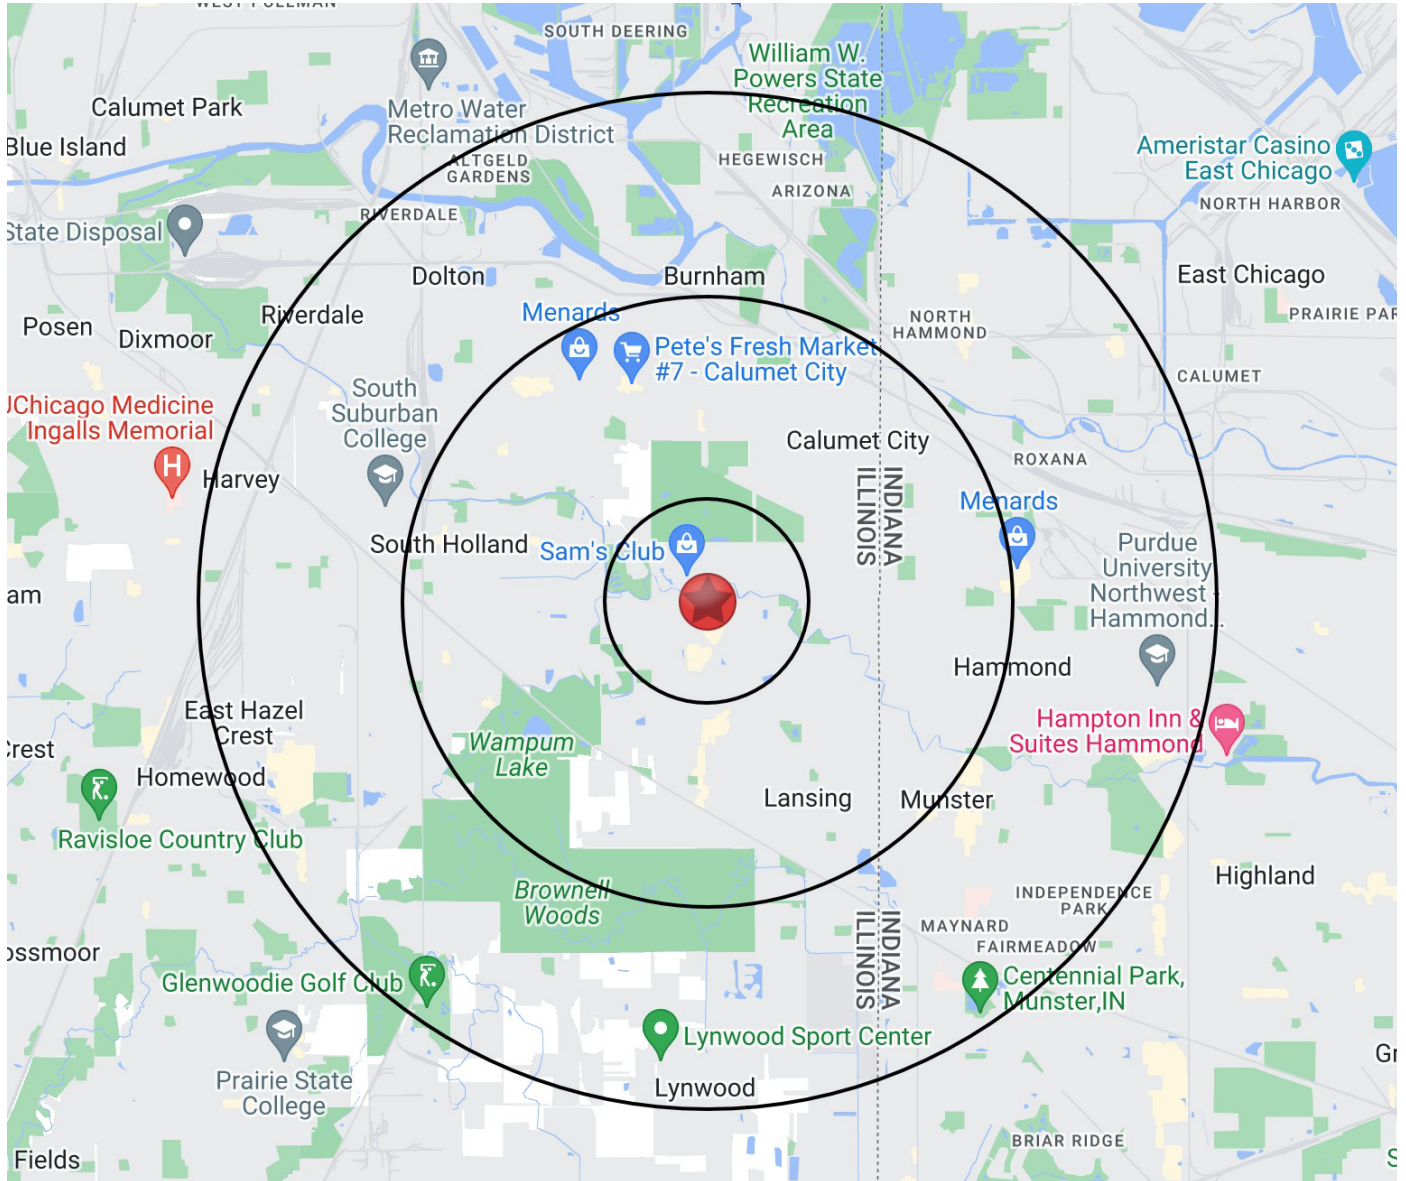 WEST PULLMAN
SOUTH DEERING
William W.
Powers State
Recreation
Area
Calumet Park
Metro Water
Reclamation District
Blue Island
Ameristar Casino
East Chicago
ALTGELD
GARDENS
HEGEWISCH
ARIZONA
NORTH HARBOR
RIVERDALE
State Disposal
Dolton
Burnham
East Chicago
Riverdale
Menards
NORTH
HAMMOND
PRAIRIE PAR
Posen
Dixmoor
Pete's Fresh Market
#7 - Calumet City
CALUMET
South
Suburban
College
UChicago Medicine
Ingalls Memorial
H
Calumet City
ROXANA
Harvey
INDIANA
ILLINOIS
Menards
South Holland
Sam's Club
Purdue
University
Northwest -
Hammond...
am
Hammond
East Hazel
Crest
Hampton Inn &
Suites Hammond
Crest
Wampum
Lake
Homewood
Lansing
Munster
Ravisloe Country Club
Highland
Brownell
Woods
INDEPENDENCE
PARK
INDIANA
ILLINOIS
MAYNARD
FAIRMEADOW
ossmoor
Glenwoodie Golf Club
Centennial Park,
Munster,IN
Lynwood Sport Center
Gr
Prairie State
College
Lynwood
BRIAR RIDGE
Fields
S